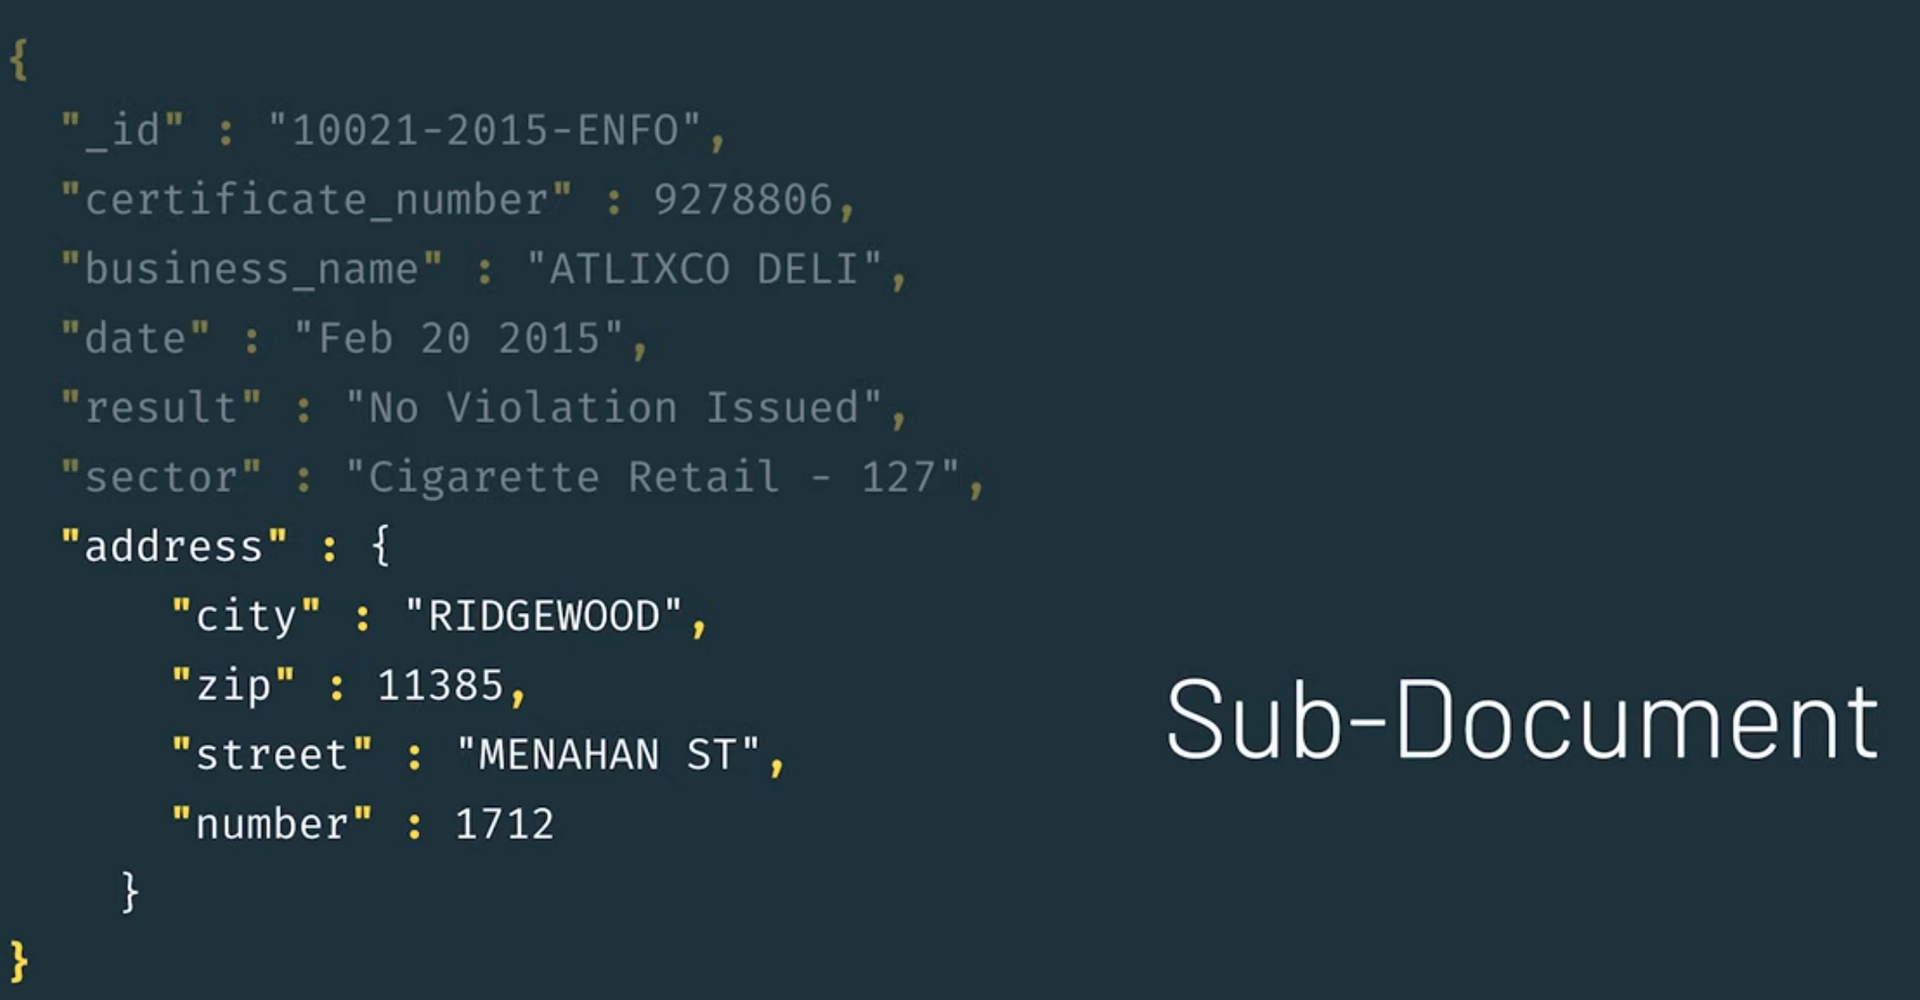 {
"_id" : "10021-2015-ENFO",
"certificate_number" : 9278806,
"business_name" : "ATLIXCO DELI",
"date" : "Feb 20 2015",
"result" : "No Violation Issued",
"sector" : "Cigarette Retail - 127",
"address" : {
"city" : "RIDGEWOOD",
"zip" : 11385,
"street" : "MENAHAN ST",
"number" : 1712
}
}
Sub-Document